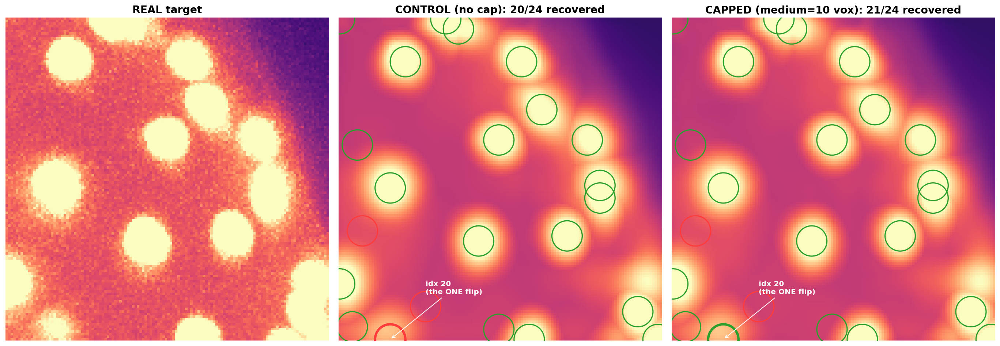 REAL target
CONTROL (no cap): 20/24 recovered
CAPPED (medium=10 vox): 21/24 recovered
idx 20
(the ONE flip)
idx 20
(the ONE flip)